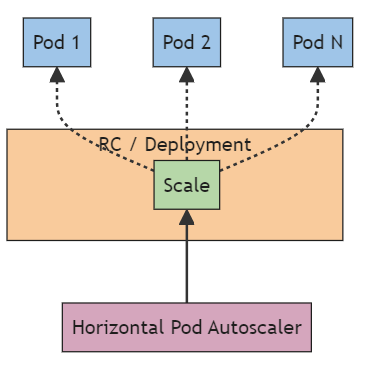 Pod 1
Pod 2
Pod N
RC / Deployment
Scale
Horizontal Pod Autoscaler